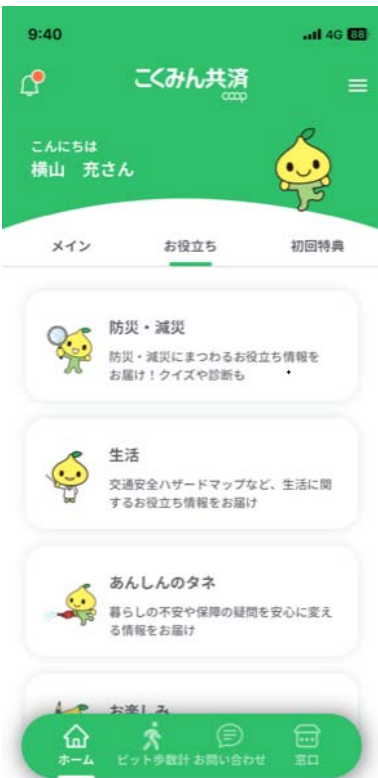 9:40
4G 88
こくみん共済
coop
こんにちは
横山 充さん
メイン お役立ち 初回特典
防災・減災
防災・減災にまつわるお役立ち情報を
お届け！クイズや診断も
生活
交通安全ハザードマップなど、生活に関
するお役立ち情報をお届け
あんしんのタネ
暮らしの不安や保障の疑問を安心に変え
る情報をお届け
お楽しみ
ホーム ピット歩数計 お問い合わせ 窓口